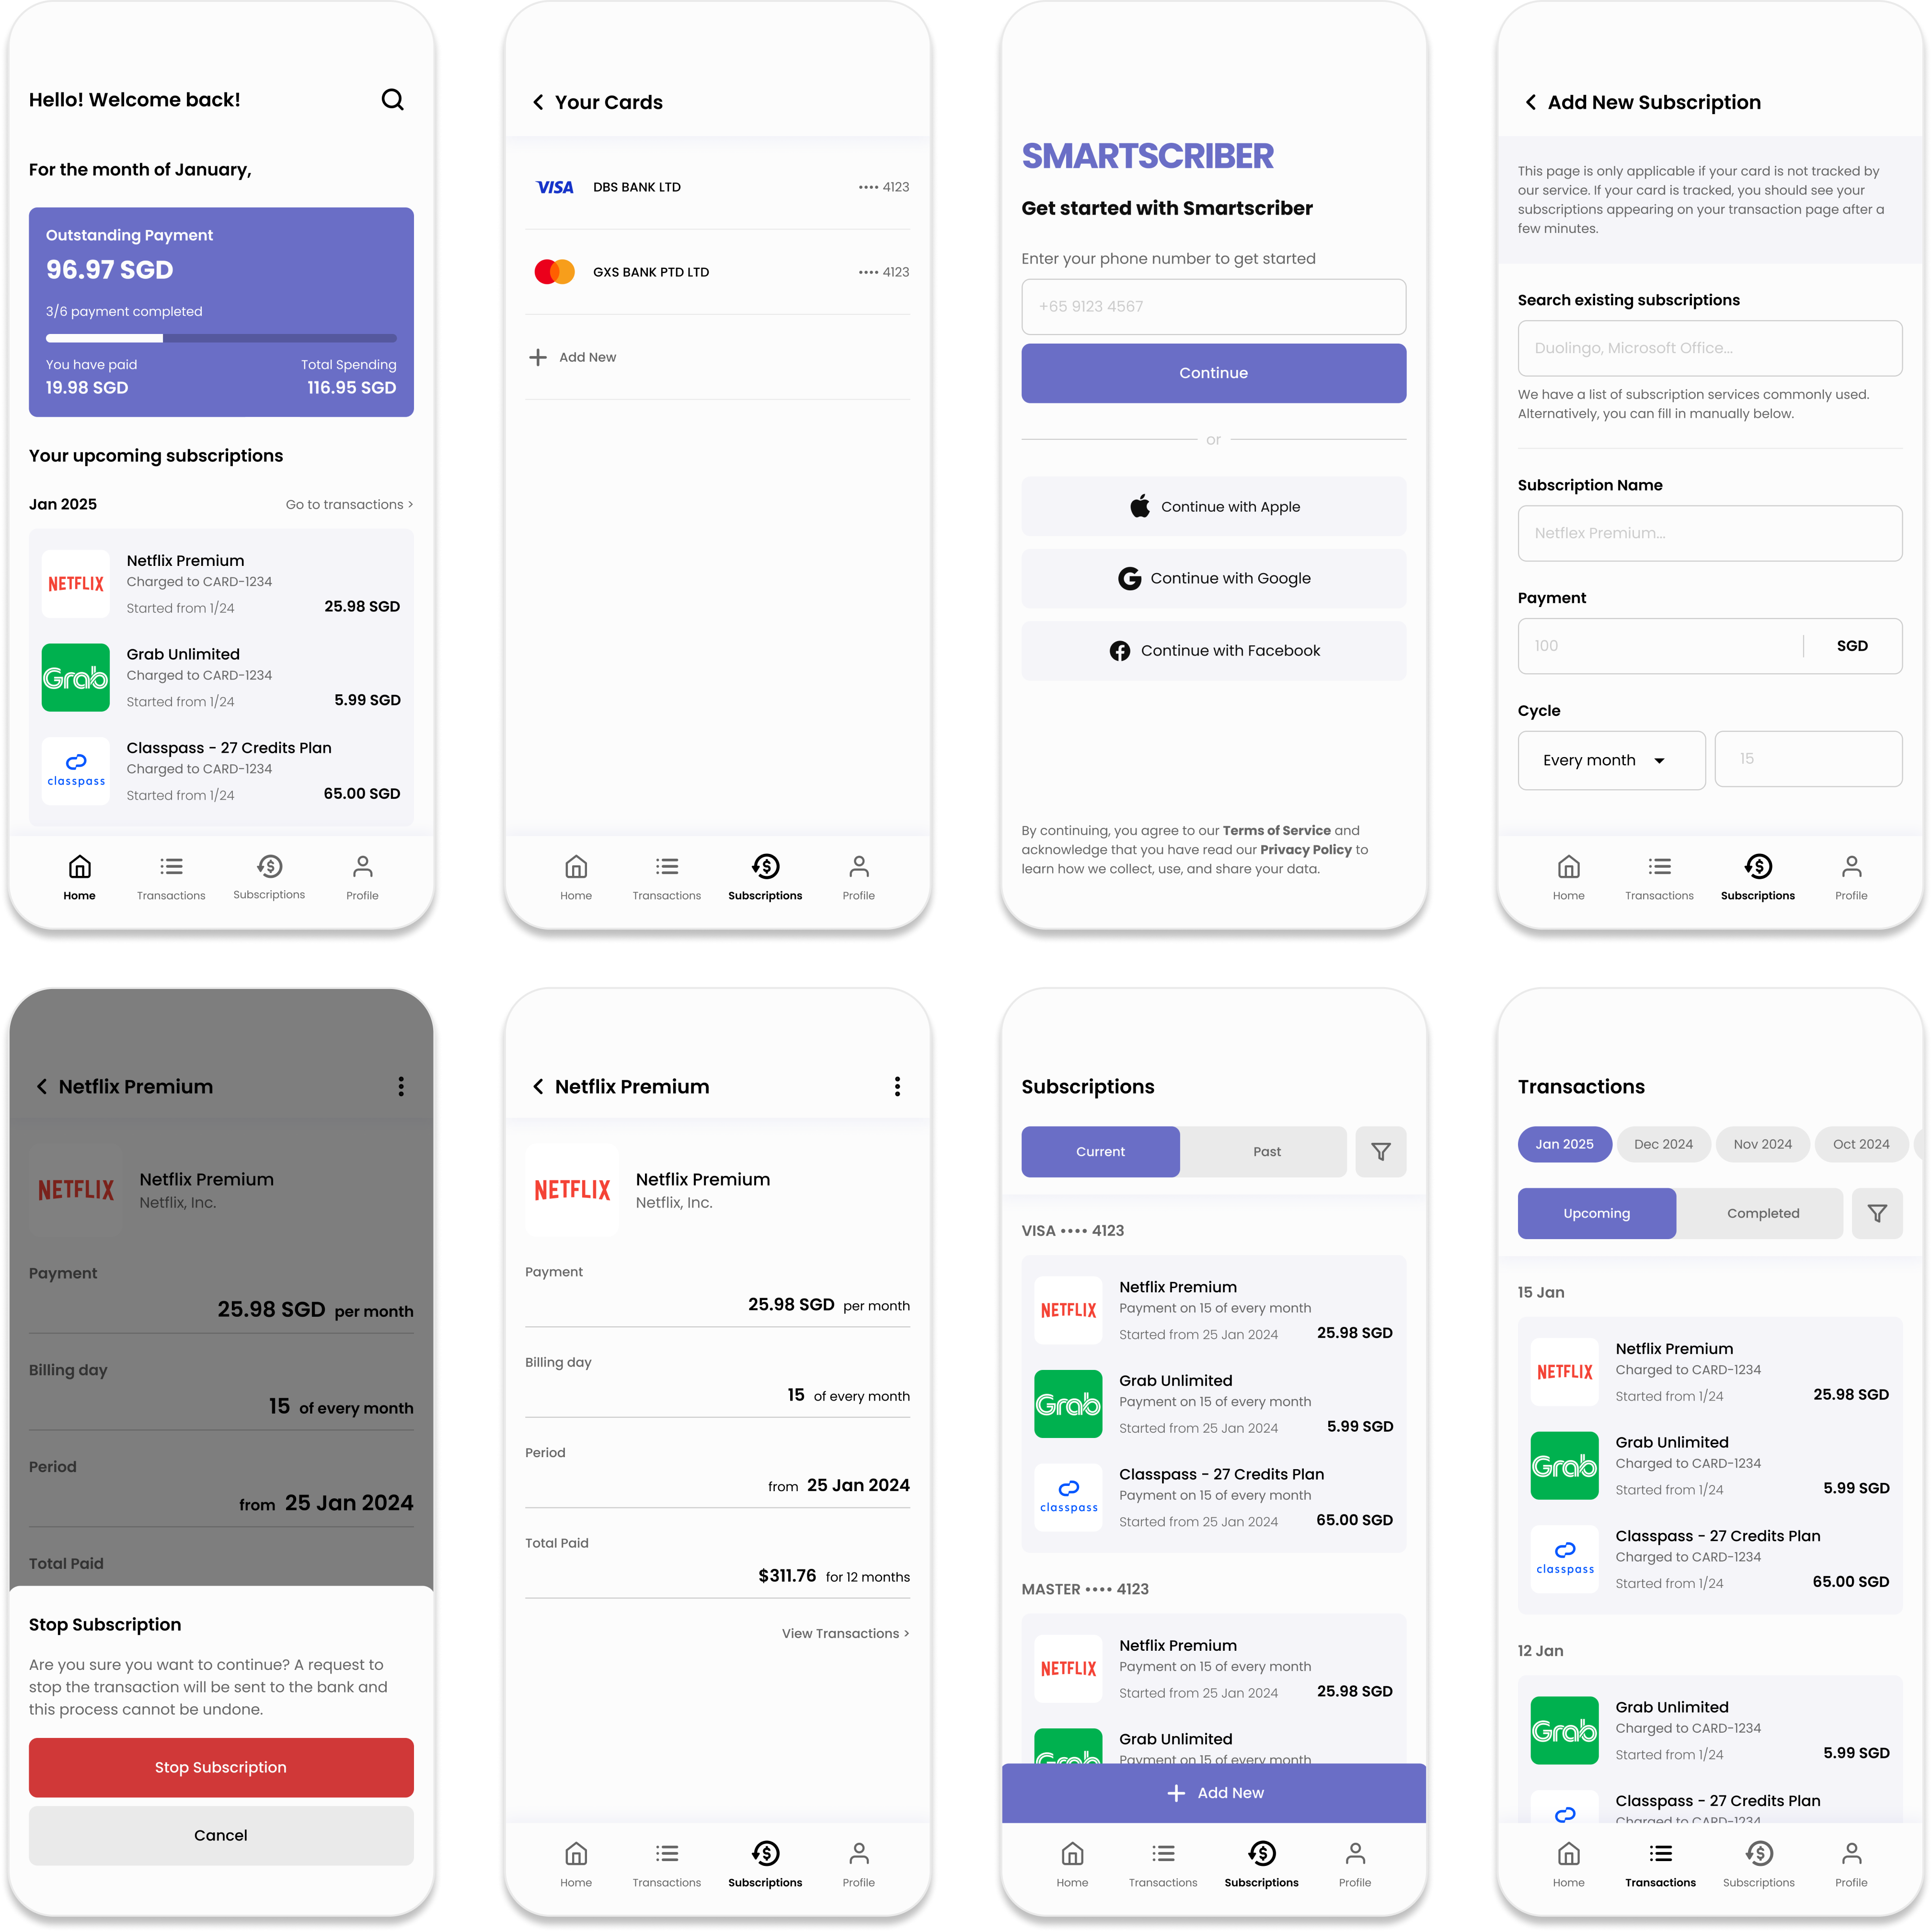 Hello! Welcome back!
For the month of January,
Outstanding Payment
96.97 SGD
3/6 payment completed
You have paid
Total Spending
19.98 SGD
116.95 SGD
Your upcoming subscriptions
Jan 2025
Go to transactions >
NETFLIX
Netflix Premium
Charged to CARD-1234
Started from 1/24
25.98 SGD
Grab
Grab Unlimited
Charged to CARD-1234
Started from 1/24
5.99 SGD
classpass
Classpass - 27 Credits Plan
Charged to CARD-1234
Started from 1/24
65.00 SGD
Home
Transactions
Subscriptions
Profile
Your Cards
VISA
DBS BANK LTD
•••• 4123
GXS BANK PTD LTD
•••• 4123
Add New
Home
Transactions
Subscriptions
Profile
SMARTSCRIBER
Get started with Smartscriber
Enter your phone number to get started
+65 9123 4567
Continue
or
Continue with Apple
Continue with Google
Continue with Facebook
By continuing, you agree to our Terms of Service and
acknowledge that you have read our Privacy Policy to
learn how we collect, use, and share your data.
Add New Subscription
This page is only applicable if your card is not tracked by
our service. If your card is tracked, you should see your
subscriptions appearing on your transaction page after a
few minutes.
Search existing subscriptions
Duolingo, Microsoft Office...
We have a list of subscription services commonly used.
Alternatively, you can fill in manually below.
Subscription Name
Netflex Premium...
Payment
100
SGD
Cycle
Every month
15
Home
Transactions
Subscriptions
Profile
Netflix Premium
NETFLIX
Netflix Premium
Netflix, Inc.
Payment
25.98 SGD per month
Billing day
15 of every month
Period
from 25 Jan 2024
Total Paid
Stop Subscription
Are you sure you want to continue? A request to
stop the transaction will be sent to the bank and
this process cannot be undone.
Stop Subscription
Cancel
Netflix Premium
NETFLIX
Netflix Premium
Netflix, Inc.
Payment
25.98 SGD per month
Billing day
15 of every month
Period
from 25 Jan 2024
Total Paid
$311.76 for 12 months
View Transactions >
Home
Transactions
Subscriptions
Profile
Subscriptions
Current
Past
VISA •••• 4123
NETFLIX
Netflix Premium
Payment on 15 of every month
Started from 25 Jan 2024
25.98 SGD
Grab
Grab Unlimited
Payment on 15 of every month
Started from 25 Jan 2024
5.99 SGD
classpass
Classpass - 27 Credits Plan
Payment on 15 of every month
Started from 25 Jan 2024
65.00 SGD
MASTER •••• 4123
NETFLIX
Netflix Premium
Payment on 15 of every month
Started from 25 Jan 2024
25.98 SGD
Grab
Grab Unlimited
Payment on 15 of every month
Add New
Home
Transactions
Subscriptions
Profile
Transactions
Jan 2025
Dec 2024
Nov 2024
Oct 2024
Upcoming
Completed
15 Jan
NETFLIX
Netflix Premium
Charged to CARD-1234
Started from 1/24
25.98 SGD
Grab
Grab Unlimited
Charged to CARD-1234
Started from 1/24
5.99 SGD
classpass
Classpass - 27 Credits Plan
Charged to CARD-1234
Started from 1/24
65.00 SGD
12 Jan
Grab
Grab Unlimited
Charged to CARD-1234
Started from 1/24
5.99 SGD
Classpass - 27 Credits Plan
Charged to CARD-1234
Home
Transactions
Subscriptions
Profile